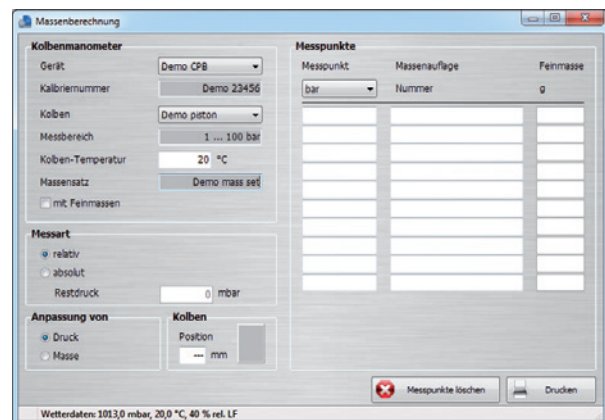 Massenberechnung
Kolbenmanometer
Gerät Demo CPB
Kalibriernummer Demo 23456
Kolben Demo piston
Messbereich 1 ... 100 bar
Kolben-Temperatur 20 °C
Massensatz Demo mass set
mit Feinmassen
Messart
relativ
absolut
Restdruck 0 mbar
Anpassung von
Druck
Masse
Kolben
Position
--- mm
Messpunkte
Messpunkt Massenauflage Feinmasse
bar Nummer g
Messpunkte löschen Drucken
Wetterdaten: 1013,0 mbar, 20,0 °C, 40 % rel. LF